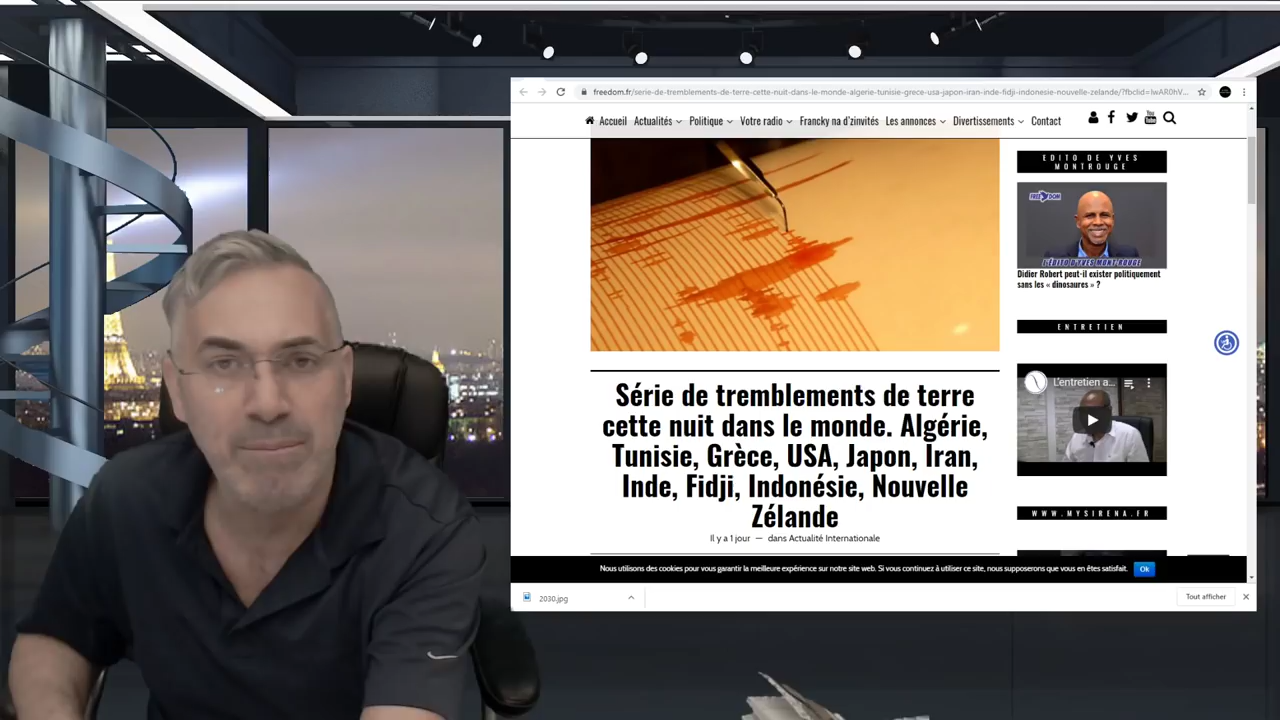 freedom.fr/serie-de-tremblements-de-terre-cette-nuit-dans-le-monde-algerie-tunisie-grece-usa-japon-iran-inde-fidji-indonesie-nouvelle-zelande/?fbclid=IwAR0hV...
Accueil Actualités Politique Votre radio Francky na d'zinvités Les annonces Divertissements Contact
EDITO DE YVES
MONTROUGE
FREEDOM
L'ÉDITO D'YVES MONTROUGE
Didier Robert peut-il exister politiquement
sans les « dinosaures » ?
ENTRETIEN
L'entretien a...
WWW.MYSIRENA.FR
Série de tremblements de terre
cette nuit dans le monde. Algérie,
Tunisie, Grèce, USA, Japon, Iran,
Inde, Fidji, Indonésie, Nouvelle
Zélande
Il y a 1 jour — dans Actualité Internationale
Nous utilisons des cookies pour vous garantir la meilleure expérience sur notre site web. Si vous continuez à utiliser ce site, nous supposerons que vous en êtes satisfait. Ok
2030.jpg
Tout afficher